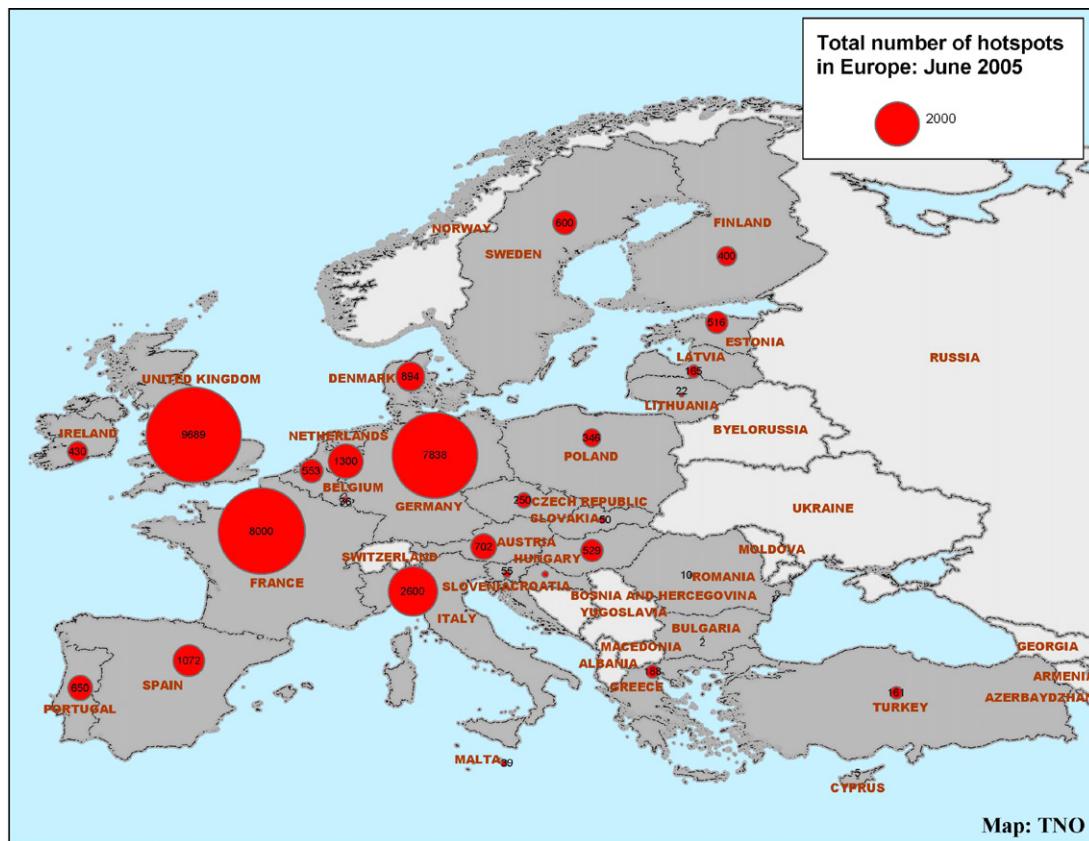 Total number of hotspots
in Europe: June 2005
2000
NORWAY
600
FINLAND
SWEDEN
400
516
ESTONIA
LATVIA
RUSSIA
165
UNITED KINGDOM
DENMARK
894
22
LITHUANIA
BYELORUSSIA
IRELAND
9689
NETHERLANDS
430
1300
7838
346
POLAND
553
BELGIUM
GERMANY
250
CZECH REPUBLIC
UKRAINE
SLOVAKIA
8000
702
AUSTRIA
529
HUNGARY
SWITZERLAND
MOLDOVA
FRANCE
ROMANIA
SLOVENIA
CROATIA
2600
BOSNIA AND HERCEGOVINA
YUGOSLAVIA
ITALY
BULGARIA
2
MACEDONIA
GEORGIA
1072
ALBANIA
188
ARMENIA
650
SPAIN
GREECE
161
AZERBAYDZHAN
PORTUGAL
TURKEY
MALTA
5
CYPRUS
Map: TNO